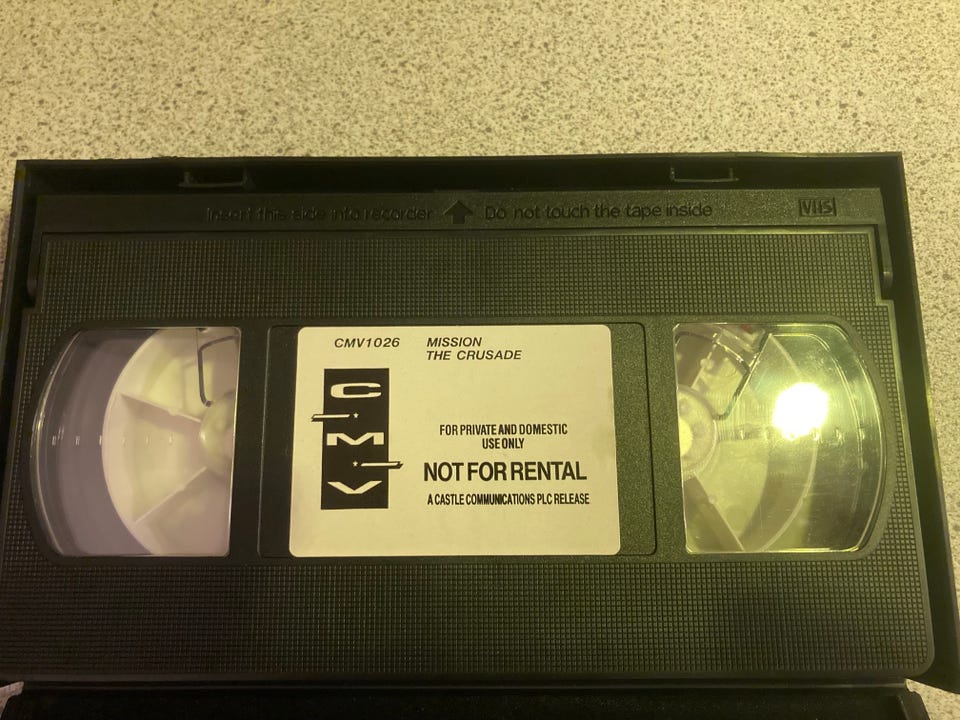 Insert this side into recorder Do not touch the tape inside VHS
CMV1026 MISSION
THE CRUSADE
CMV
FOR PRIVATE AND DOMESTIC
USE ONLY
NOT FOR RENTAL
A CASTLE COMMUNICATIONS PLC RELEASE